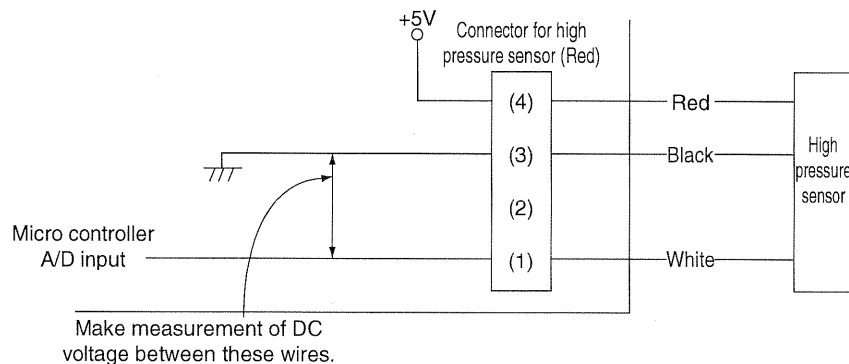 +5V
Connector for high
pressure sensor (Red)
(4)
Red
(3)
Black
High
pressure
sensor
(2)
Micro controller
A/D input
(1)
White
Make measurement of DC
voltage between these wires.